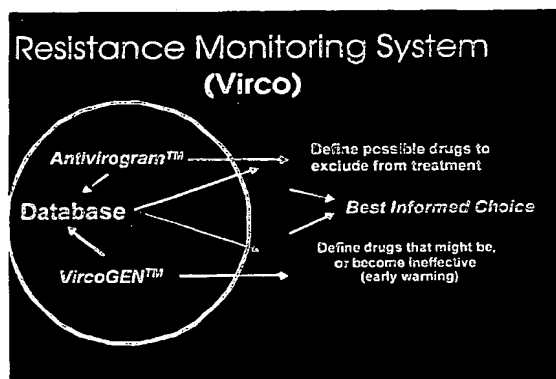 Resistance Monitoring System
(Virco)
Antivirogram™
Define possible drugs to
exclude from treatment
Database
Best Informed Choice
VircoGEN™
Define drugs that might be,
or become ineffective
(early warning)